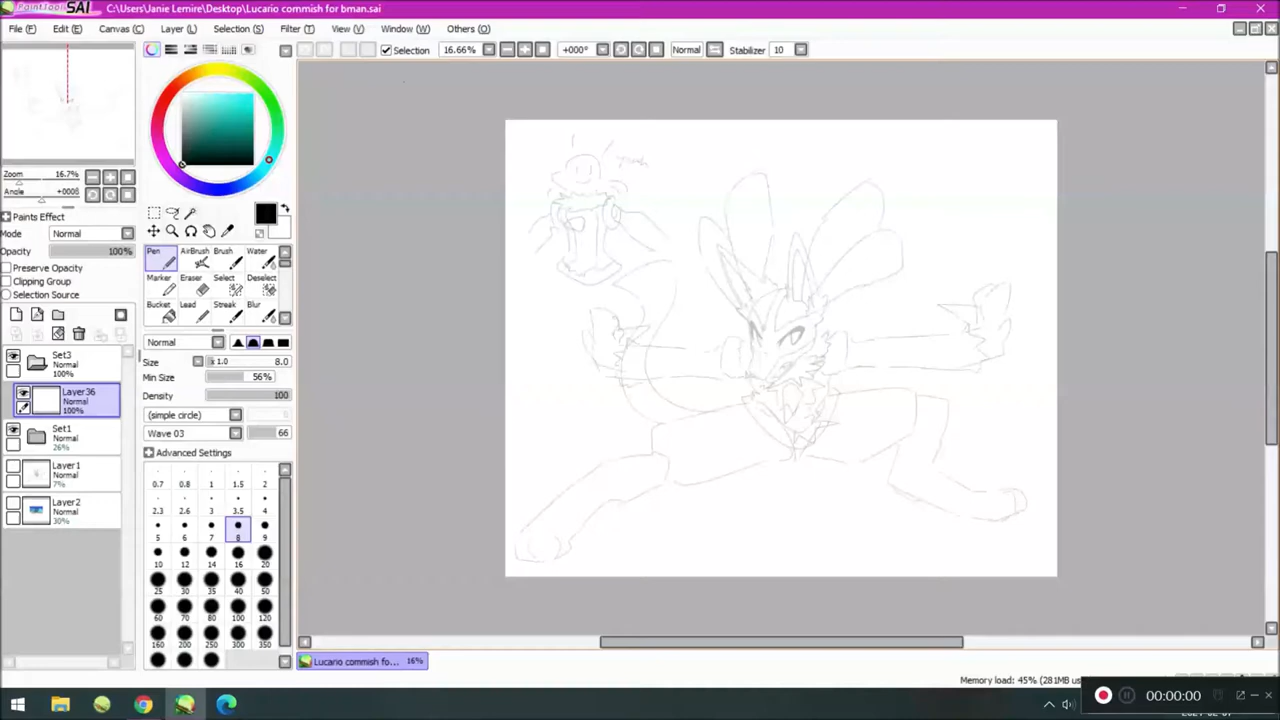 PaintTool SAI C:\Users\Janie Lemire\Desktop\Lucario commish for bman.sai
File (F) Edit (E) Canvas (C) Layer (L) Selection (S) Filter (T) View (V) Window (W) Others (O)
Selection 16.66% +000° Normal Stabilizer 10
Zoom 16.7%
Angle +000θ
Paints Effect
Mode Normal
Opacity 100%
Preserve Opacity
Clipping Group
Selection Source
Set3
Normal
100%
Layer36
Normal
100%
Set1
Normal
26%
Layer1
Normal
7%
Layer2
Normal
30%
Pen AirBrush Brush Water
Marker Eraser Select Deselect
Bucket Lead Streak Blur
Normal
Size x 1.0 8.0
Min Size 56%
Density 100
(simple circle)
Wave 03 66
Advanced Settings
0.7 0.8 1 1.5 2
2.3 2.6 3 3.5 4
5 6 7 8 9
10 12 14 16 20
25 30 35 40 50
60 70 80 100 120
160 200 250 300 350
Lucario commish fo... 16%
Memory load: 45% (281MB us
00:00:00